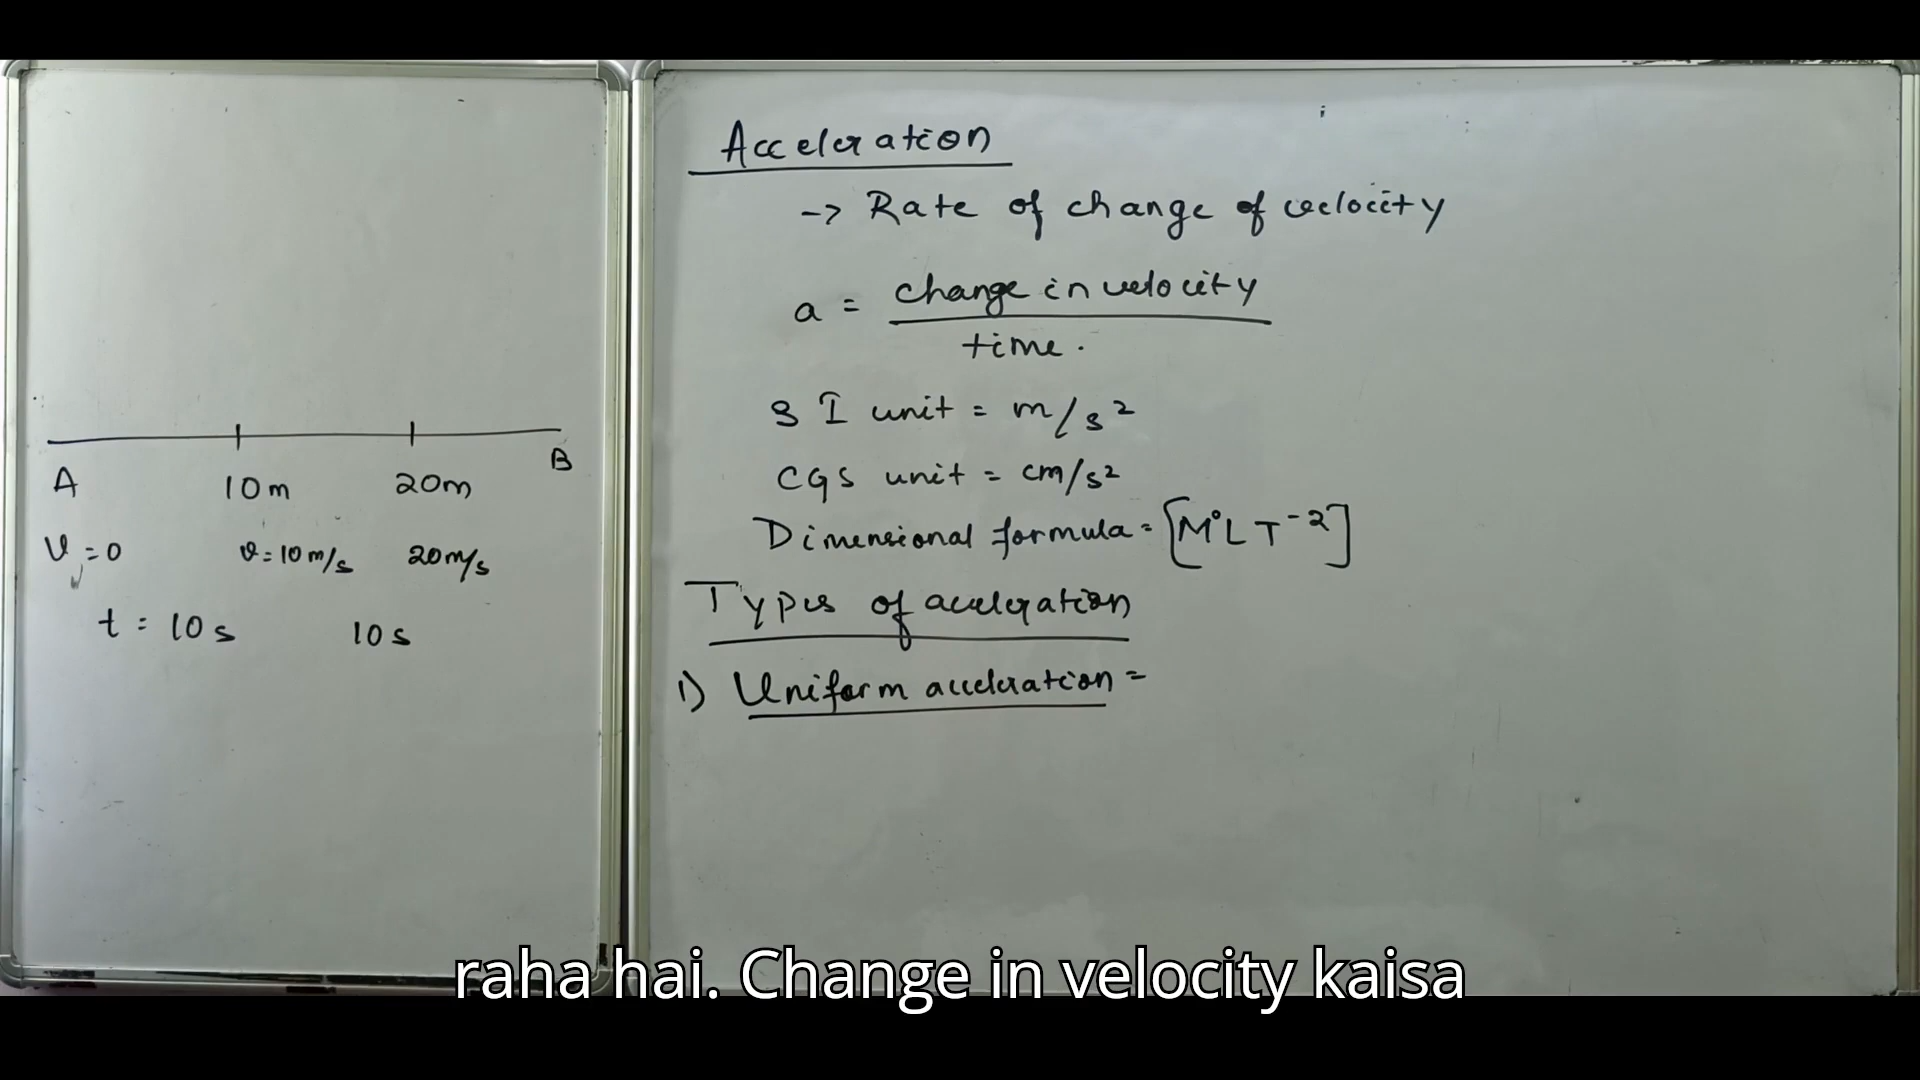 A 10m 20m B
v=0 v=10m/s 20m/s
t = 10s 10s
Acceleration
-> Rate of change of velocity
a = change in velocity
time.
S I unit = m/s²
CGS unit = cm/s²
Dimensional formula = [M⁰LT⁻²]
Types of acceleration
1) Uniform acceleration =
raha hai. Change in velocity kaisa